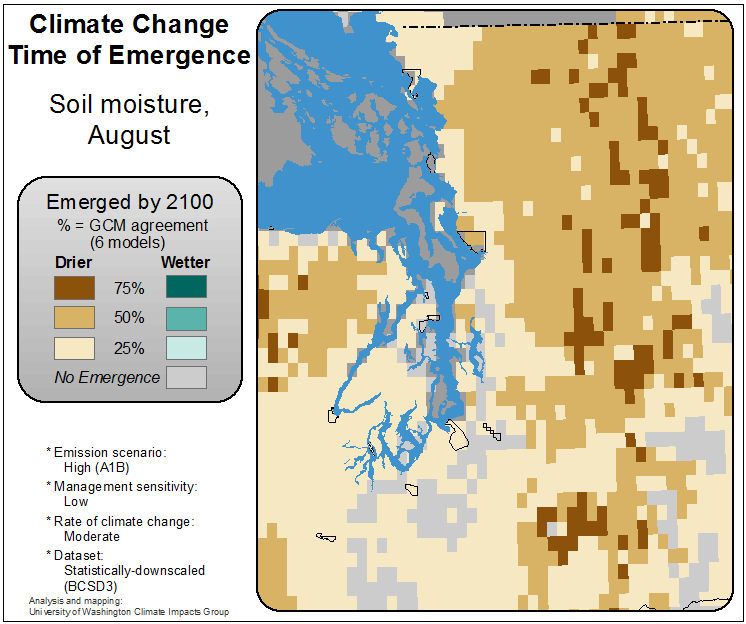 Climate Change
Time of Emergence
Soil moisture,
August
Emerged by 2100
% = GCM agreement
(6 models)
Drier Wetter
75%
50%
25%
No Emergence
* Emission scenario:
High (A1B)
* Management sensitivity:
Low
* Rate of climate change:
Moderate
* Dataset:
Statistically-downscaled
(BCSD3)
Analysis and mapping:
University of Washington Climate Impacts Group